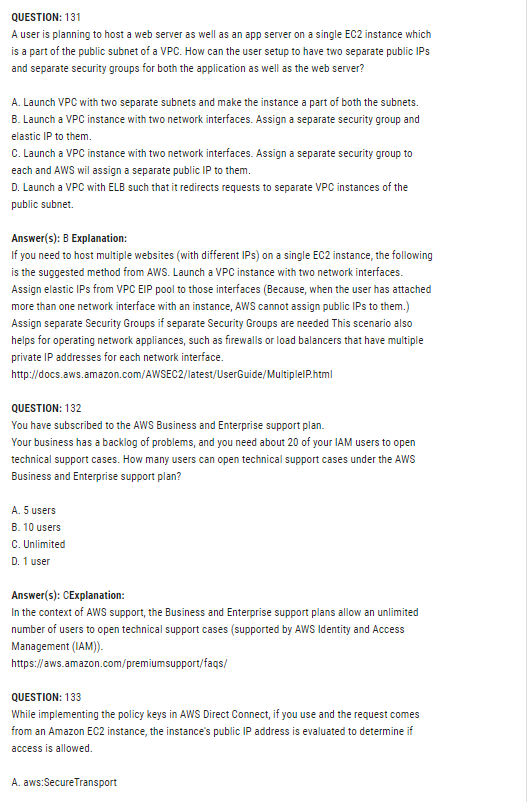 QUESTION: 131
A user is planning to host a web server as well as an app server on a single EC2 instance which
is a part of the public subnet of a VPC. How can the user setup to have two separate public IPs
and separate security groups for both the application as well as the web server?
A. Launch VPC with two separate subnets and make the instance a part of both the subnets.
B. Launch a VPC instance with two network interfaces. Assign a separate security group and
elastic IP to them.
C. Launch a VPC instance with two network interfaces. Assign a separate security group to
each and AWS wil assign a separate public IP to them.
D. Launch a VPC with ELB such that it redirects requests to separate VPC instances of the
public subnet.
Answer(s): B Explanation:
If you need to host multiple websites (with different IPs) on a single EC2 instance, the following
is the suggested method from AWS. Launch a VPC instance with two network interfaces.
Assign elastic IPs from VPC EIP pool to those interfaces (Because, when the user has attached
more than one network interface with an instance, AWS cannot assign public IPs to them.)
Assign separate Security Groups if separate Security Groups are needed This scenario also
helps for operating network appliances, such as firewalls or load balancers that have multiple
private IP addresses for each network interface.
http://docs.aws.amazon.com/AWSEC2/latest/UserGuide/MultipleIP.html
QUESTION: 132
You have subscribed to the AWS Business and Enterprise support plan.
Your business has a backlog of problems, and you need about 20 of your IAM users to open
technical support cases. How many users can open technical support cases under the AWS
Business and Enterprise support plan?
A. 5 users
B. 10 users
C. Unlimited
D. 1 user
Answer(s): CExplanation:
In the context of AWS support, the Business and Enterprise support plans allow an unlimited
number of users to open technical support cases (supported by AWS Identity and Access
Management (IAM)).
https://aws.amazon.com/premiumsupport/faqs/
QUESTION: 133
While implementing the policy keys in AWS Direct Connect, if you use and the request comes
from an Amazon EC2 instance, the instance's public IP address is evaluated to determine if
access is allowed.
A. aws:SecureTransport